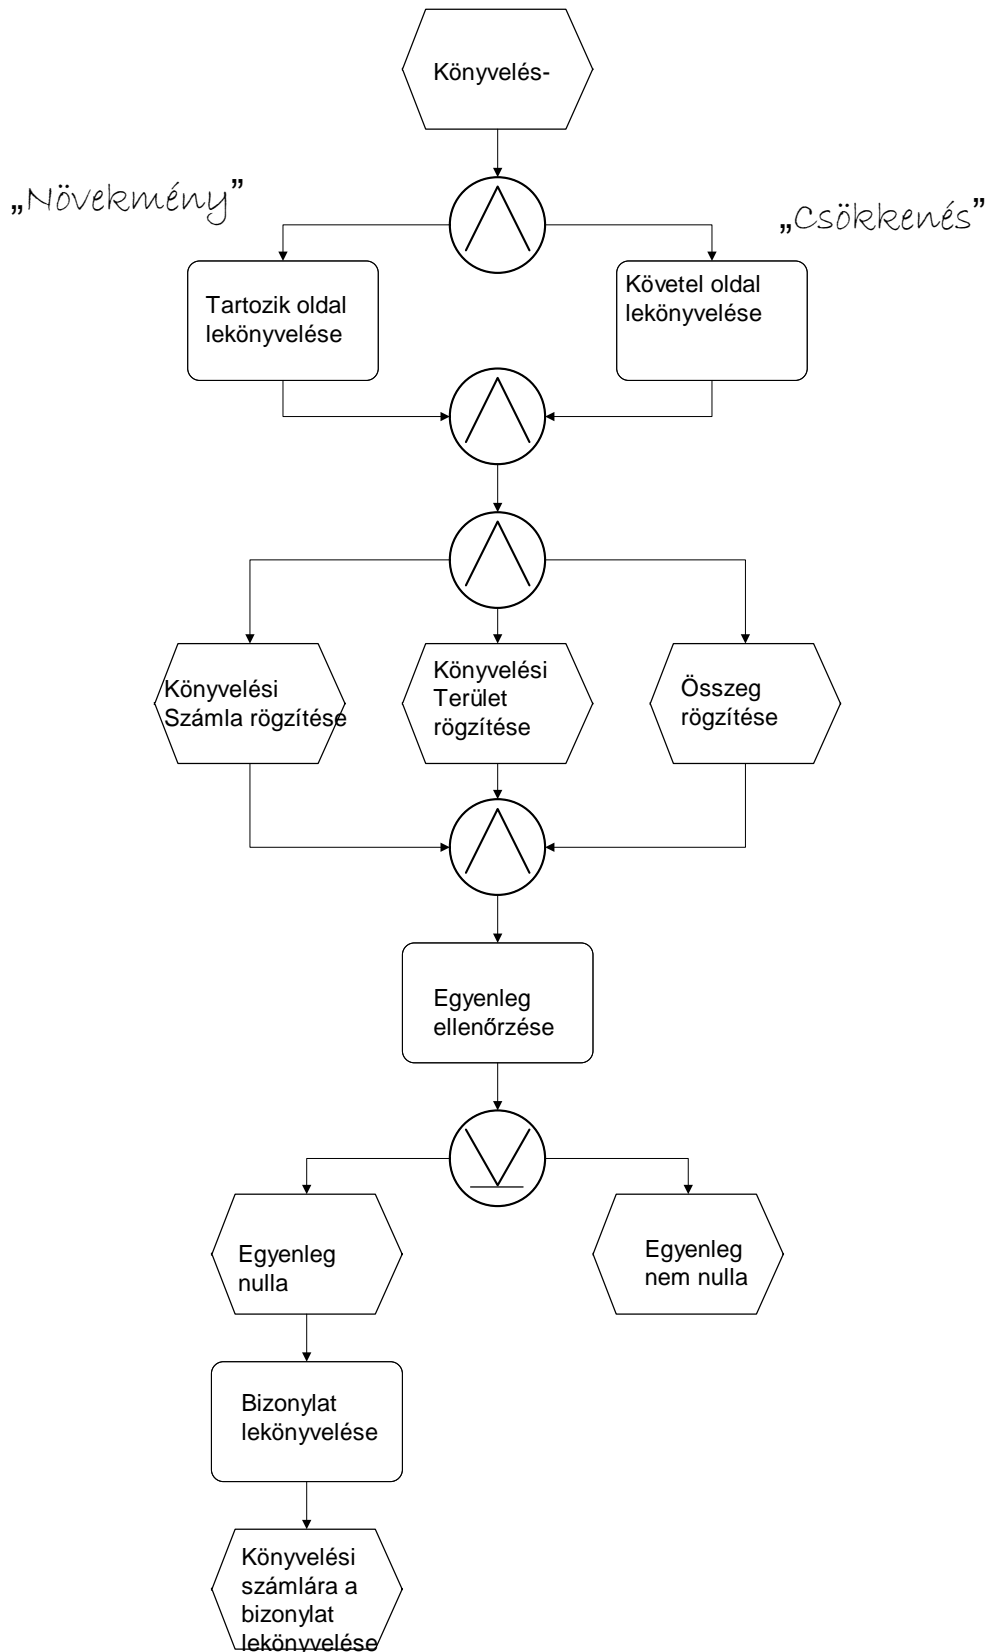 Könyvelés-
„Növekmény”
„Csökkenés”
Tartozik oldal
lekönyvelése
Követel oldal
lekönyvelése
Könyvelési
Számla rögzítése
Könyvelési
Terület
rögzítése
Összeg
rögzítése
Egyenleg
ellenőrzése
Egyenleg
nulla
Egyenleg
nem nulla
Bizonylat
lekönyvelése
Könyvelési
számlára a
bizonylat
lekönyvelése